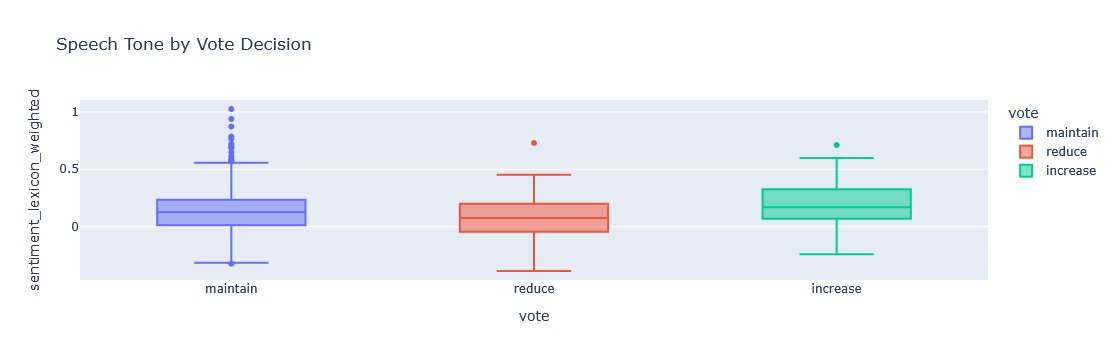 Speech Tone by Vote Decision
sentiment_lexicon_weighted
1
0.5
0
maintain
reduce
increase
vote
vote
maintain
reduce
increase